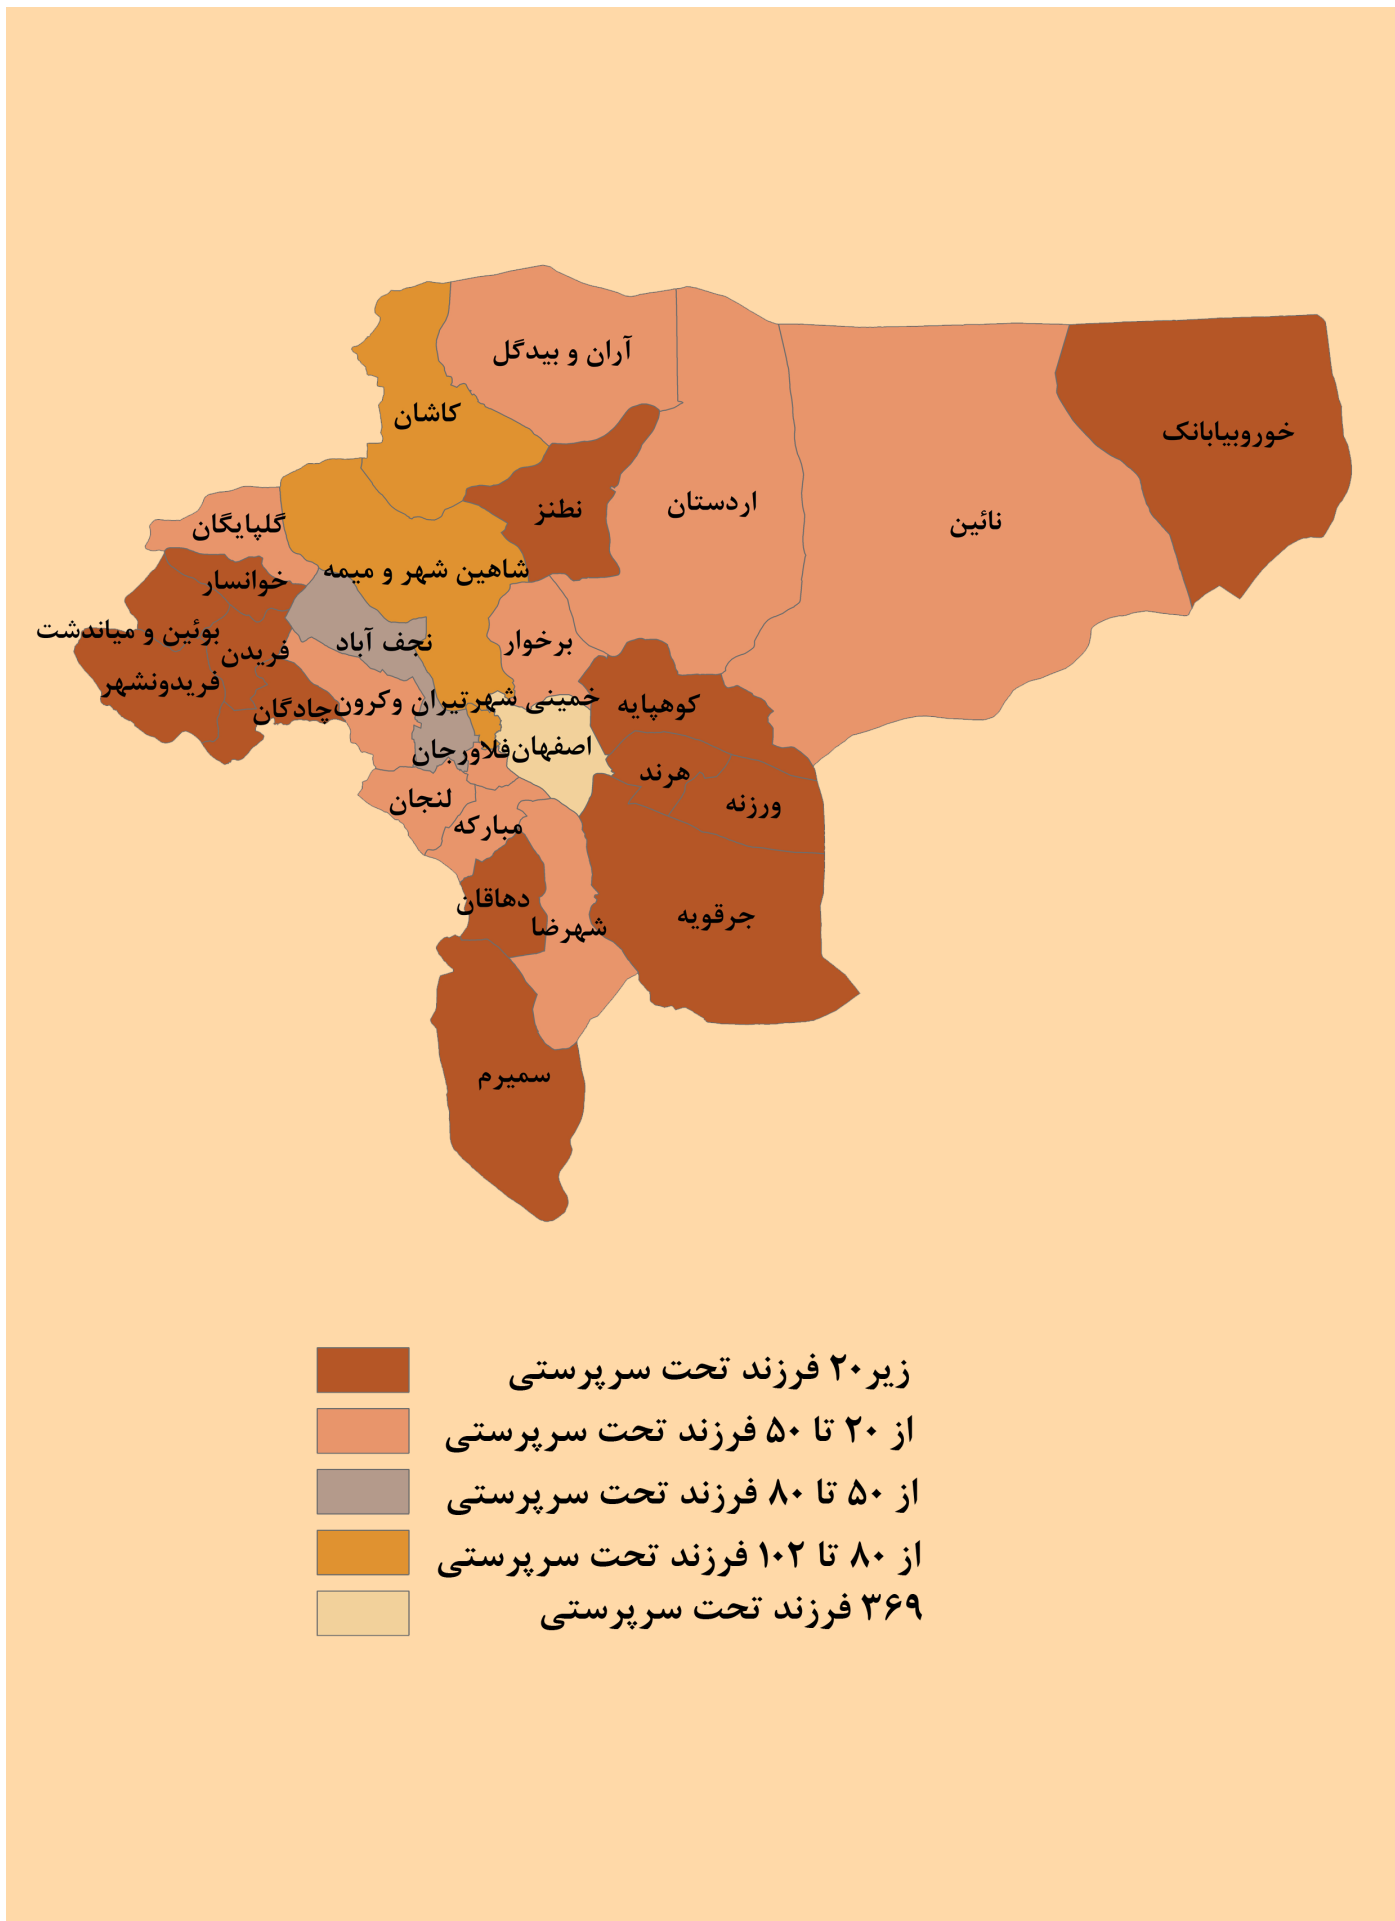 آران و بیدگل
کاشان
خوروبیابانک
اردستان
نطنز
نائین
گلپایگان
شاهین شهر و میمه
خوانسار
بوئین و میاندشت
نجف آباد
برخوار
فریدن
فریدونشهر
خمینی شهر
تیران وکرون
کوهپایه
چادگان
اصفهان
فلاورجان
هرند
لنجان
ورزنه
مبارکه
دهاقان
جرقویه
شهرضا
سمیرم
زیر۲۰ فرزند تحت سرپرستی
از ۲۰ تا ۵۰ فرزند تحت سرپرستی
از ۵۰ تا ۸۰ فرزند تحت سرپرستی
از ۸۰ تا ۱۰۲ فرزند تحت سرپرستی
۳۶۹ فرزند تحت سرپرستی